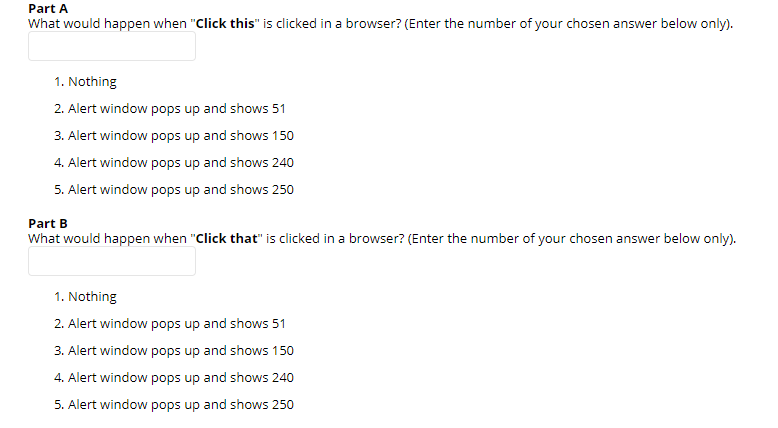 Part A
What would happen when "Click this" is clicked in a browser? (Enter the number of your chosen answer below only).
1. Nothing
2. Alert window pops up and shows 51
3. Alert window pops up and shows 150
4. Alert window pops up and shows 240
5. Alert window pops up and shows 250
Part B
What would happen when "Click that" is clicked in a browser? (Enter the number of your chosen answer below only).
1. Nothing
2. Alert window pops up and shows 51
3. Alert window pops up and shows 150
4. Alert window pops up and shows 240
5. Alert window pops up and shows 250